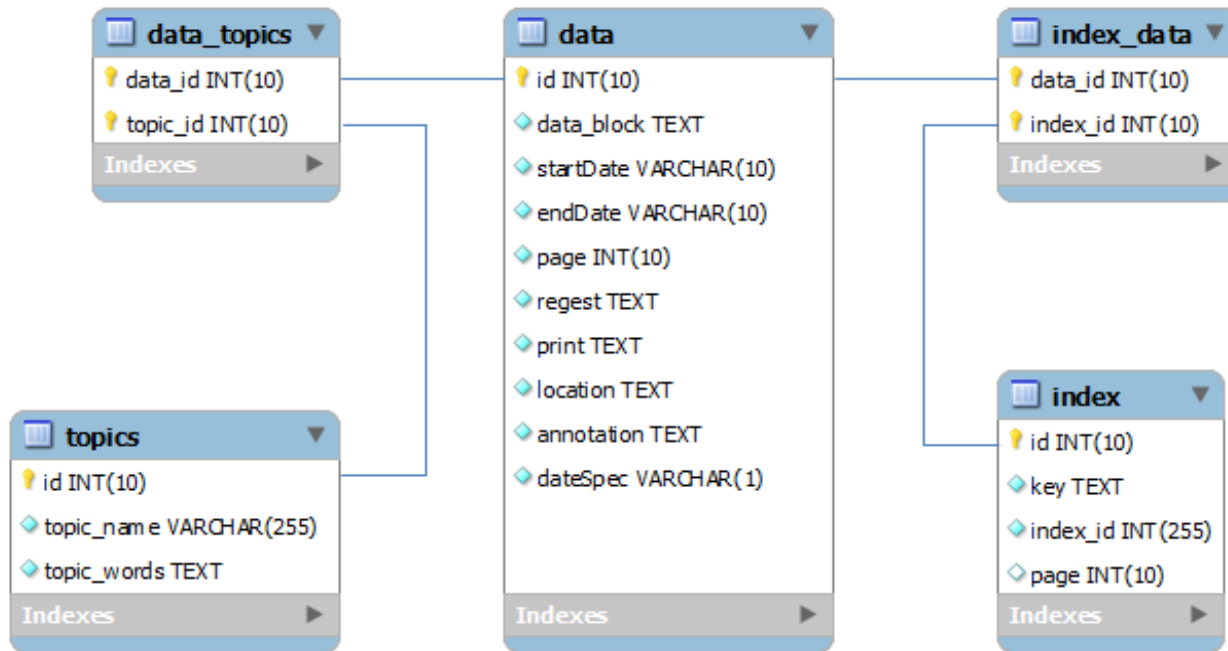 data_topics
data_id INT(10)
topic_id INT(10)
Indexes
data
id INT(10)
data_block TEXT
startDate VARCHAR(10)
endDate VARCHAR(10)
page INT(10)
regest TEXT
print TEXT
location TEXT
annotation TEXT
dateSpec VARCHAR(1)
Indexes
index_data
data_id INT(10)
index_id INT(10)
Indexes
topics
id INT(10)
topic_name VARCHAR(255)
topic_words TEXT
Indexes
index
id INT(10)
key TEXT
index_id INT(255)
page INT(10)
Indexes